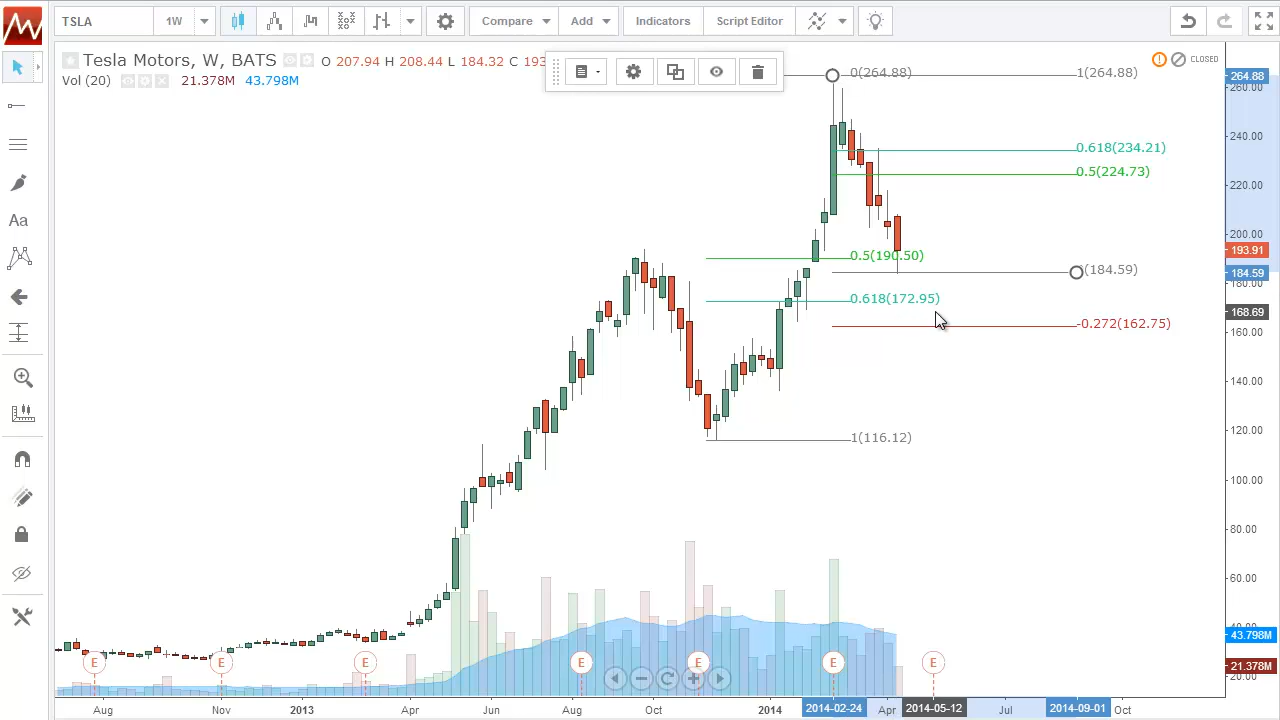 TSLA 1W Compare Add Indicators Script Editor
Tesla Motors, W, BATS O 207.94 H 208.44 L 184.32 C 193
Vol (20) 21.378M 43.798M
CLOSED
0(264.88) 1(264.88)
0.618(234.21)
0.5(224.73)
0.5(190.50)
(184.59)
0.618(172.95)
-0.272(162.75)
1(116.12)
Aa
264.88
260.00
240.00
220.00
200.00
193.91
184.59
180.00
168.69
160.00
140.00
120.00
100.00
80.00
60.00
40.00
43.798M
21.378M
20.00
E E E E E E E
Aug Nov 2013 Apr Jun Aug Oct 2014 2014-02-24 Apr 2014-05-12 Jul 2014-09-01 Oct